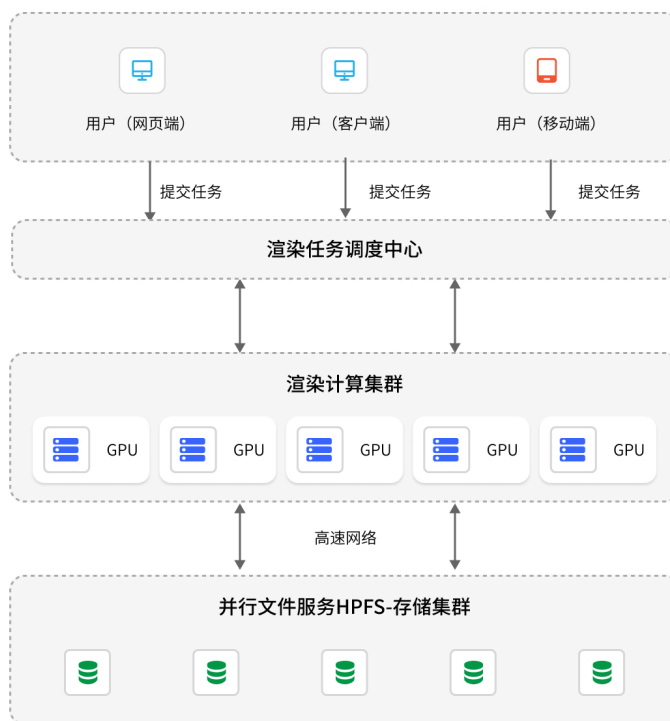 用户（网页端） 用户（客户端） 用户（移动端）
提交任务 提交任务 提交任务
渲染任务调度中心
渲染计算集群
GPU GPU GPU GPU GPU
高速网络
并行文件服务HPFS-存储集群